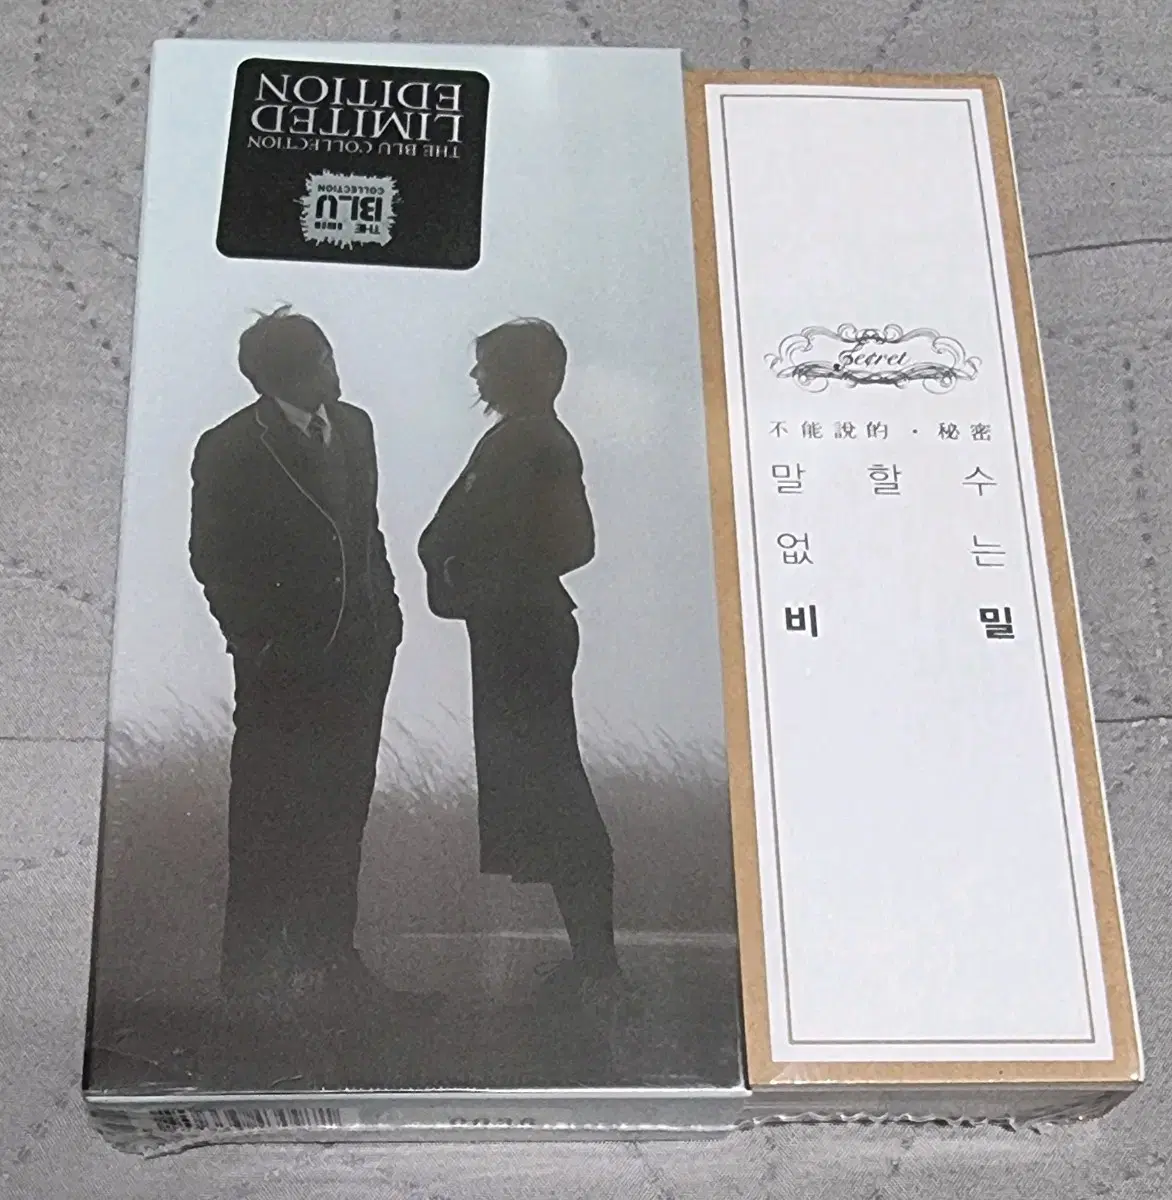 THE
BLU
COLLECTION
THE BLU COLLECTION
LIMITED
EDITION
Secret
不能說的·秘密
말할수
없는
비밀